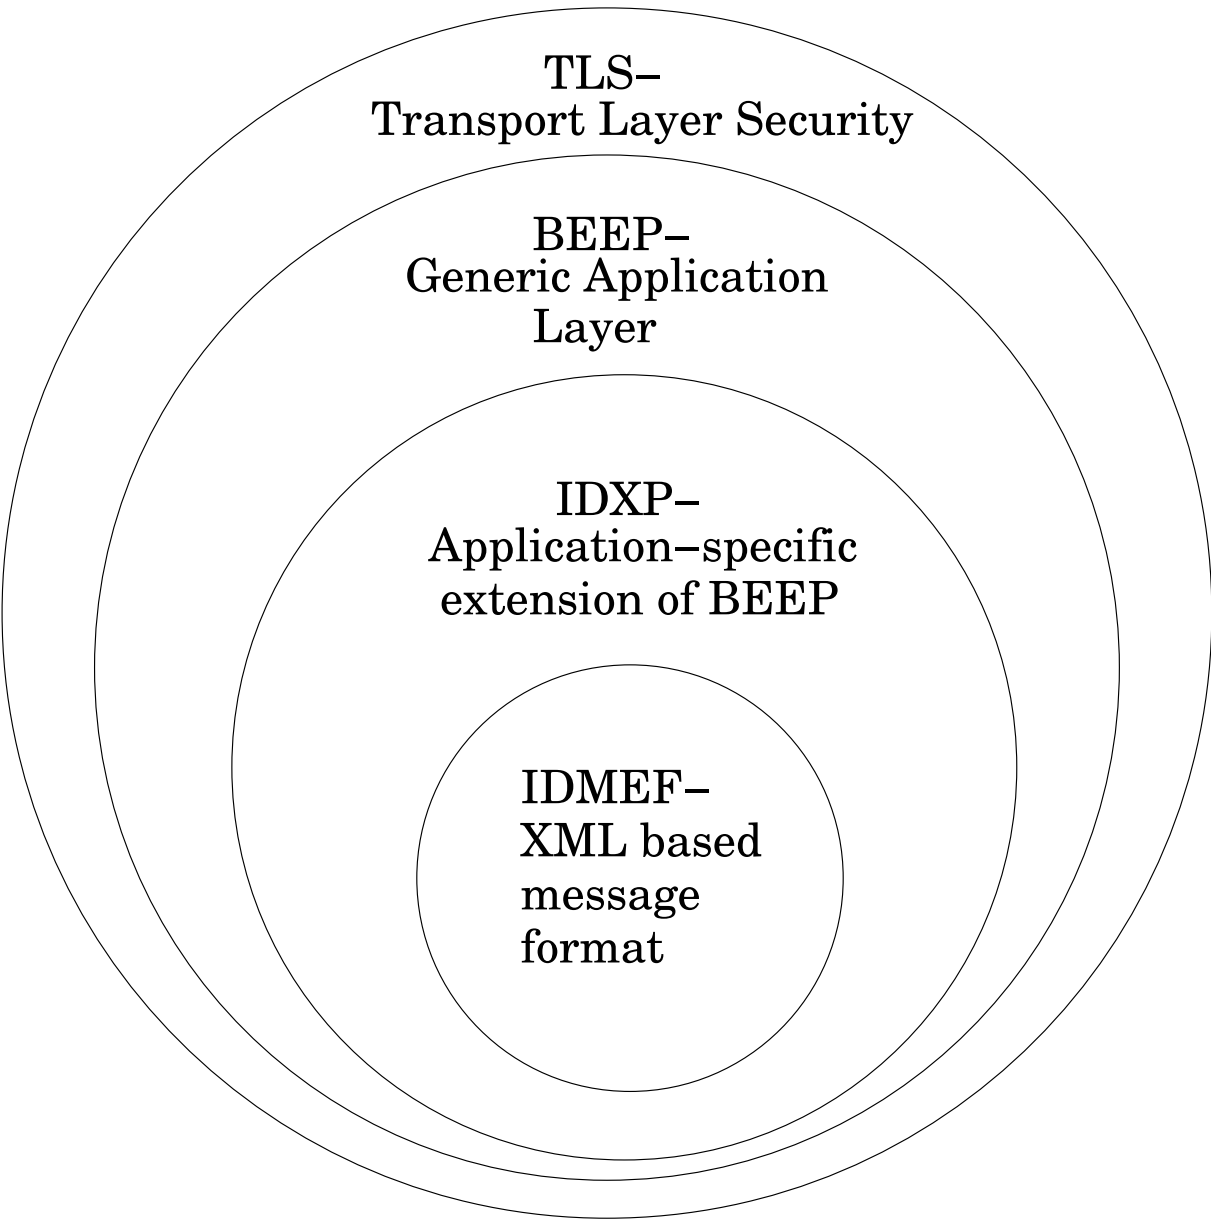 TLS–
Transport Layer Security
BEEP–
Generic Application
Layer
IDXP–
Application–specific
extension of BEEP
IDMEF–
XML based
message
format